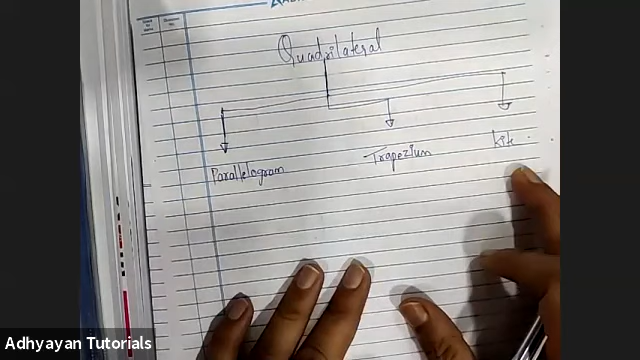 Quadrilateral
Parallelogram
Trapezium
kite
Adhyayan Tutorials